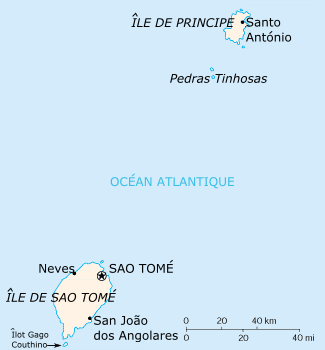 ÎLE DE PRINCIPE
Santo
António
Pedras Tinhosas
OCÉAN ATLANTIQUE
Neves
SAO TOMÉ
ÎLE DE SAO TOMÉ
San João
dos Angolares
Îlot Gago
Couthino
0 20 40 km
0 20 40 mi